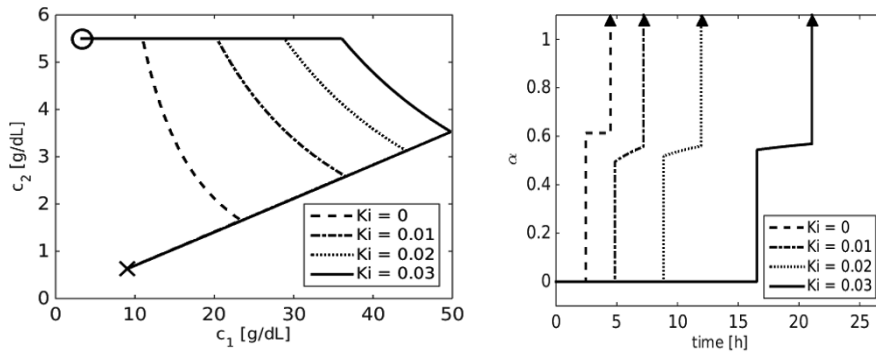 6
5
4
3
2
1
0
c2 [g/dL]
10 20 30 40 50
c1 [g/dL]
Ki = 0
Ki = 0.01
Ki = 0.02
Ki = 0.03
1
0.8
0.6
0.4
0.2
0
α
0 5 10 15 20 25
time [h]
Ki = 0
Ki = 0.01
Ki = 0.02
Ki = 0.03